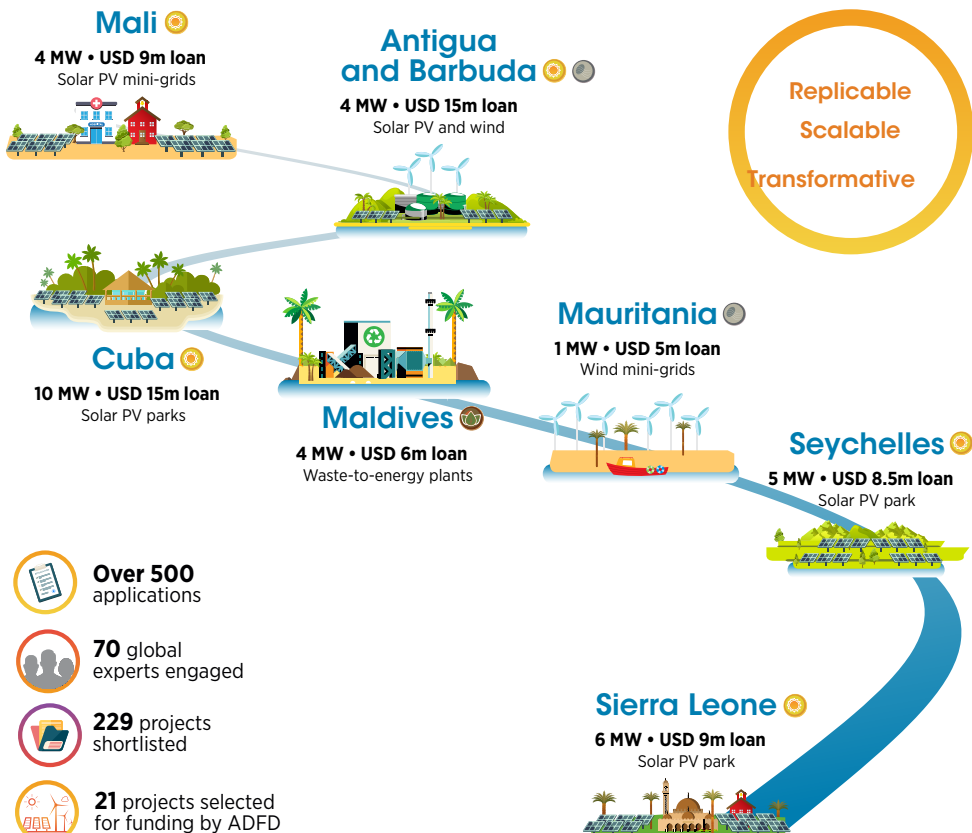 Mali
4 MW • USD 9m loan
Solar PV mini-grids
Antigua
and Barbuda
4 MW • USD 15m loan
Solar PV and wind
Replicable
Scalable
Transformative
Cuba
10 MW • USD 15m loan
Solar PV parks
Maldives
4 MW • USD 6m loan
Waste-to-energy plants
Mauritania
1 MW • USD 5m loan
Wind mini-grids
Seychelles
5 MW • USD 8.5m loan
Solar PV park
Over 500
applications
70 global
experts engaged
229 projects
shortlisted
21 projects selected
for funding by ADFD
Sierra Leone
6 MW • USD 9m loan
Solar PV park